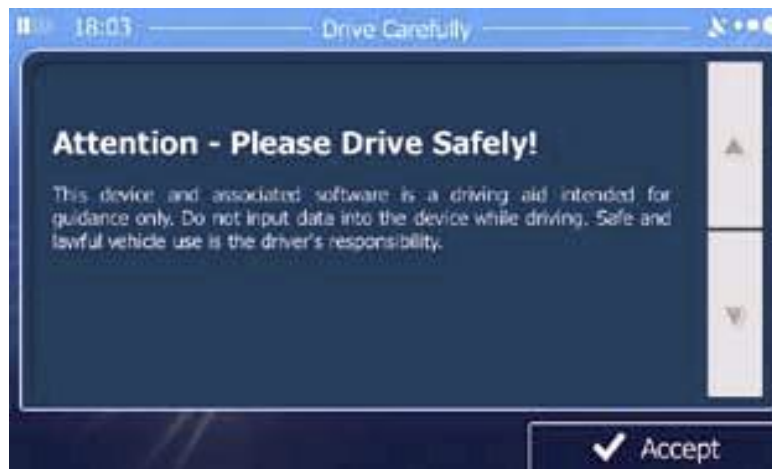 18:03 Drive Carefully
Attention - Please Drive Safely!
This device and associated software is a driving aid intended for
guidance only. Do not input data into the device while driving. Safe and
lawful vehicle use is the driver's responsibility.
Accept